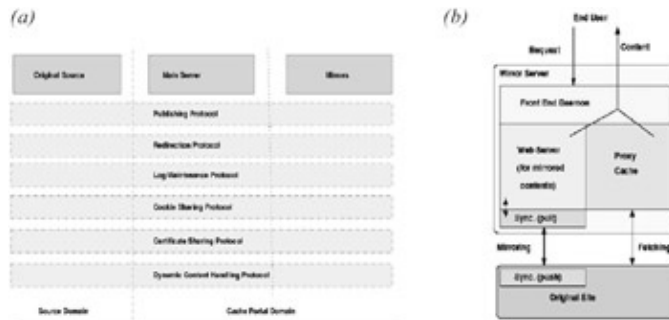 (a)
Original Source
Main Server
Mirrors
Publishing Protocol
Redirection Protocol
Log Maintenance Protocol
Cookie Sharing Protocol
Certificate Sharing Protocol
Dynamic Content Handling Protocol
Source Domain
Cache Portal Domain
(b)
End User
Request
Content
Mirror Server
Front End Daemon
Web Server
(for mirrored
contents)
Proxy
Cache
Sync. (pull)
Mirroring
Fetching
Sync. (push)
Original Site